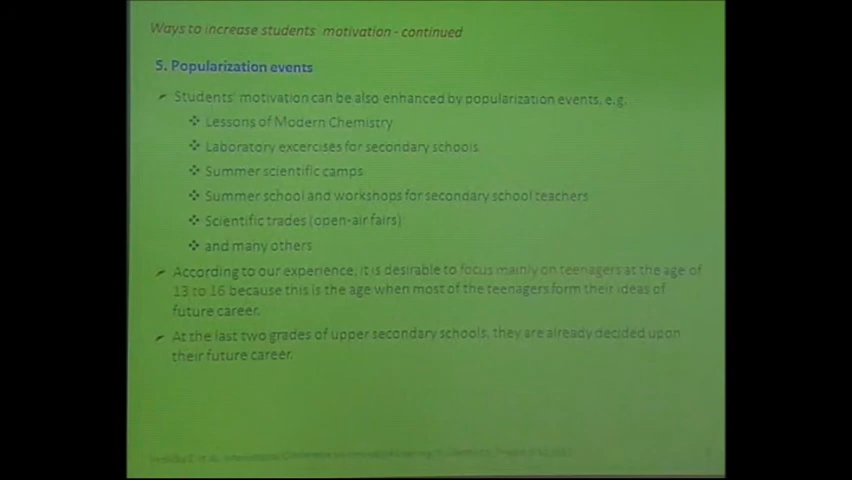 Ways to increase students' motivation - continued
5. Popularization events
Students' motivation can be also enhanced by popularization events, e.g.
Lessons of Modern Chemistry
Laboratory excercises for secondary schools
Summer scientific camps
Summer school and workshops for secondary school teachers
Scientific trades (open-air fairs)
and many others
According to our experience, it is desirable to focus mainly on teenagers at the age of
13 to 16 because this is the age when most of the teenagers form their ideas of
future career.
At the last two grades of upper secondary schools, they are already decided upon
their future career.